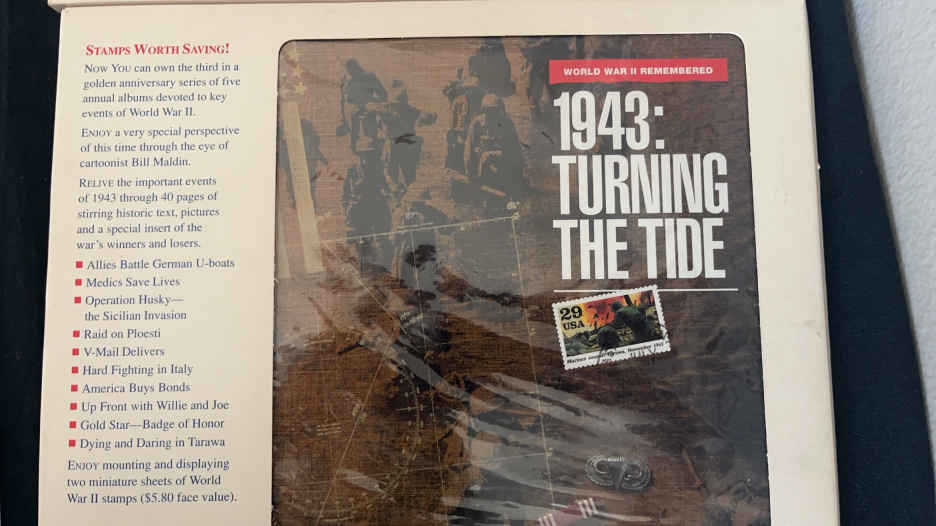 STAMPS WORTH SAVING!
NOW YOU can own the third in a
golden anniversary series of five
annual albums devoted to key
events of World War II.
ENJOY a very special perspective
of this time through the eye of
cartoonist Bill Maldin.
RELIVE the important events
of 1943 through 40 pages of
stirring historic text, pictures
and a special insert of the
war's winners and losers.
■ Allies Battle German U-boats
■ Medics Save Lives
■ Operation Husky—
the Sicilian Invasion
■ Raid on Ploesti
■ V-Mail Delivers
■ Hard Fighting in Italy
■ America Buys Bonds
■ Up Front with Willie and Joe
■ Gold Star—Badge of Honor
■ Dying and Daring in Tarawa
ENJOY mounting and displaying
two miniature sheets of World
War II stamps ($5.80 face value).
WORLD WAR II REMEMBERED
1943:
TURNING
THE TIDE
29
USA